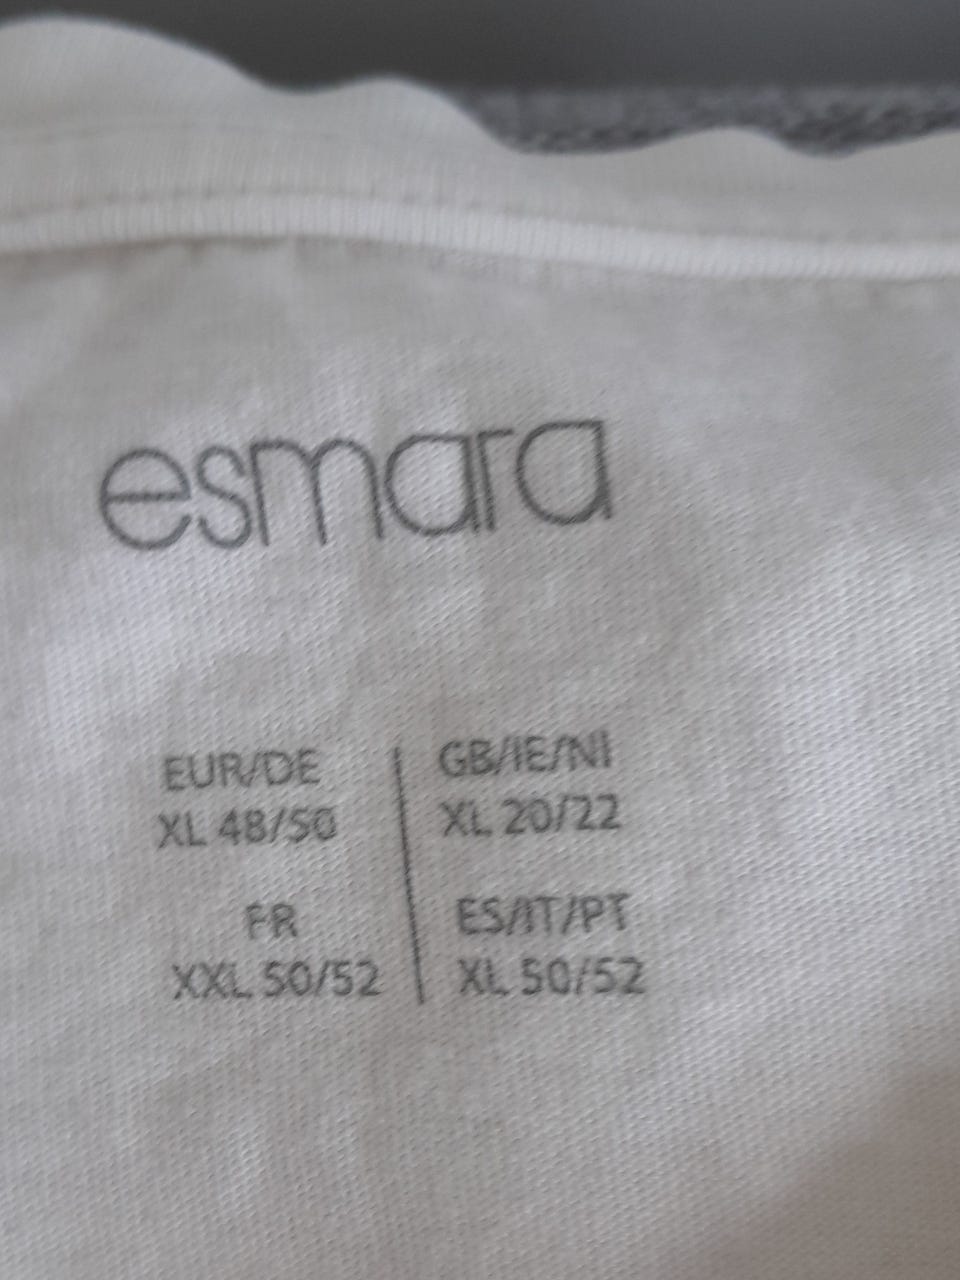 esmara
EUR/DE
XL 48/50
GB/IE/NI
XL 20/22
FR
XXL 50/52
ES/IT/PT
XL 50/52